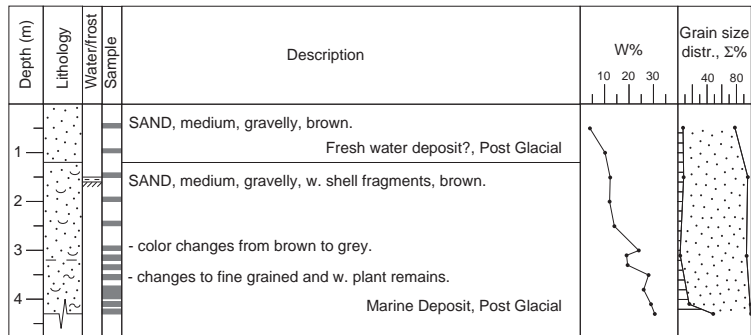 Depth (m)
Lithology
Water/frost
Sample
Description
W%
10 20 30
Grain size
distr., Σ%
40 80
SAND, medium, gravelly, brown.
Fresh water deposit?, Post Glacial
1
SAND, medium, gravelly, w. shell fragments, brown.
2
- color changes from brown to grey.
3
- changes to fine grained and w. plant remains.
4
Marine Deposit, Post Glacial